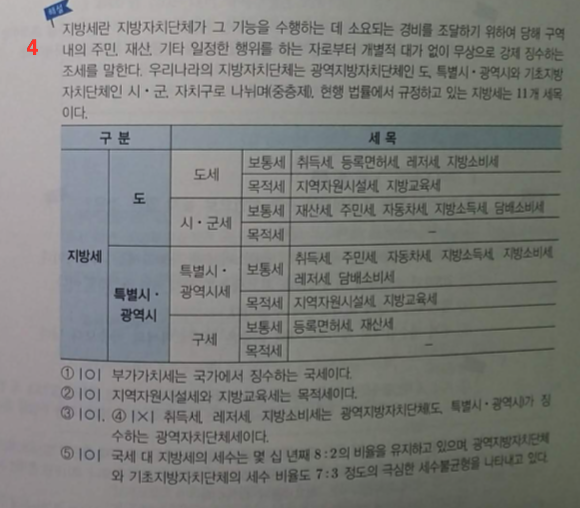 해설
4
지방세란 지방자치단체가 그 기능을 수행하는 데 소요되는 경비를 조달하기 위하여 당해 구역
내의 주민, 재산, 기타 일정한 행위를 하는 자로부터 개별적 대가 없이 무상으로 강제 징수하는
조세를 말한다. 우리나라의 지방자치단체는 광역지방자치단체인 도, 특별시·광역시와 기초지방
자치단체인 시·군, 자치구로 나뉘며(중층제), 현행 법률에서 규정하고 있는 지방세는 11개 세목
이다.
구 분 세 목
지방세 도 도세 보통세 취득세, 등록면허세, 레저세, 지방소비세
목적세 지역자원시설세, 지방교육세
시·군세 보통세 재산세, 주민세, 자동차세, 지방소득세, 담배소비세
목적세 –
특별시·광역시 특별시·광역시세 보통세 취득세, 주민세, 자동차세, 지방소득세, 지방소비세
레저세, 담배소비세
목적세 지역자원시설세, 지방교육세
구세 보통세 등록면허세, 재산세
목적세 –
① |O| 부가가치세는 국가에서 징수하는 국세이다.
② |O| 지역자원시설세와 지방교육세는 목적세이다.
③ |O|, ④ |X| 취득세, 레저세, 지방소비세는 광역지방자치단체(도, 특별시·광역시)가 징
수하는 광역자치단체세이다.
⑤ |O| 국세 대 지방세의 세수는 몇 십 년째 8:2의 비율을 유지하고 있으며, 광역지방자치단체
와 기초지방자치단체의 세수 비율도 7:3 정도의 극심한 세수불균형을 나타내고 있다.